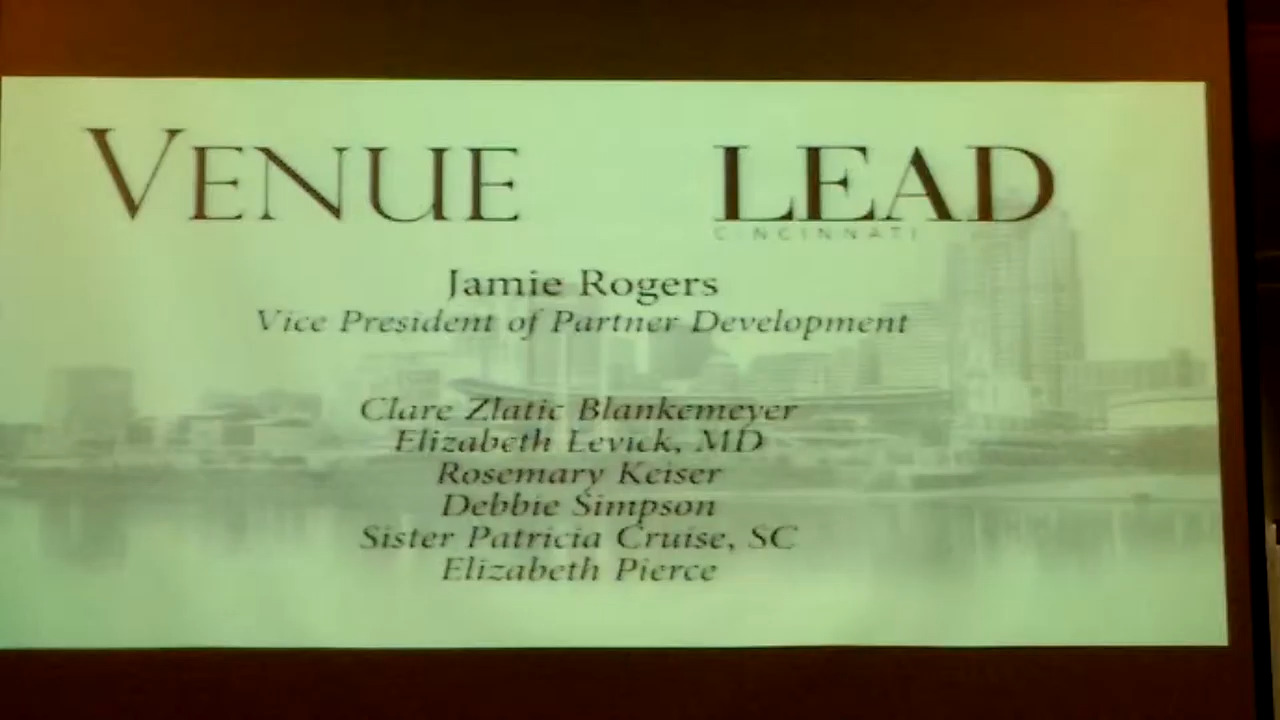 VENUE LEAD
CINCINNATI
Jamie Rogers
Vice President of Partner Development
Clare Zlatic Blankemeyer
Elizabeth Levick, MD
Rosemary Keiser
Debbie Simpson
Sister Patricia Cruise, SC
Elizabeth Pierce